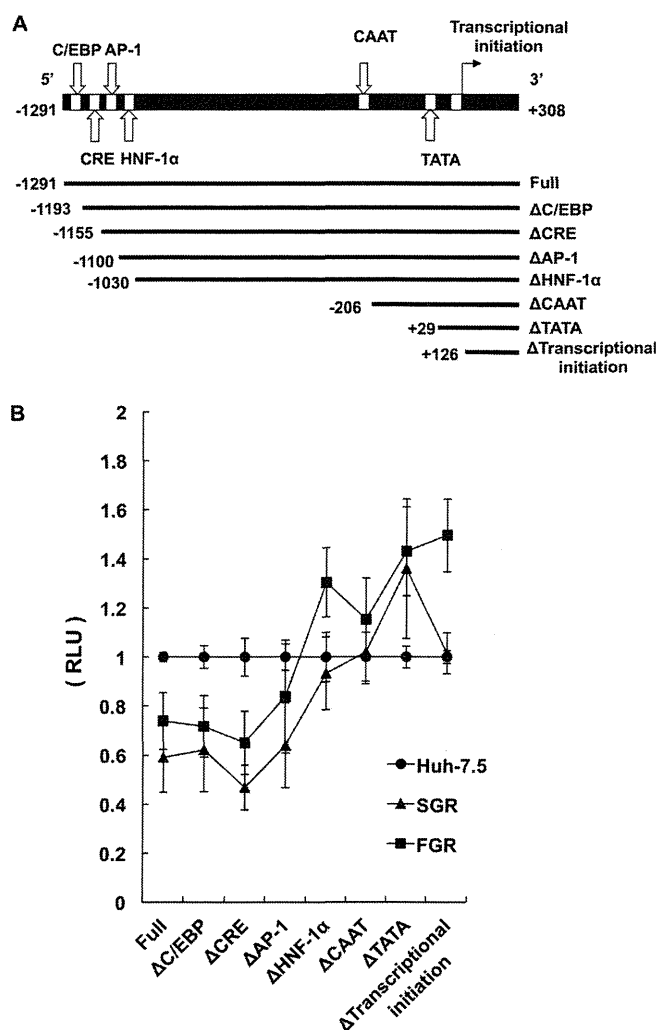 A
C/EBP AP-1
CAAT
Transcriptional
initiation
5'
3'
-1291
+308
CRE HNF-1α
TATA
-1291
Full
-1193
ΔC/EBP
-1155
ΔCRE
-1100
ΔAP-1
-1030
ΔHNF-1α
-206
ΔCAAT
+29
ΔTATA
+126
ΔTranscriptional
initiation
B
2
1.8
1.6
1.4
1.2
1
0.8
0.6
0.4
0.2
0
( RLU )
Huh-7.5
SGR
FGR
Full
ΔC/EBP
ΔCRE
ΔAP-1
ΔHNF-1α
ΔCAAT
ΔTATA
ΔTranscriptional
initiation